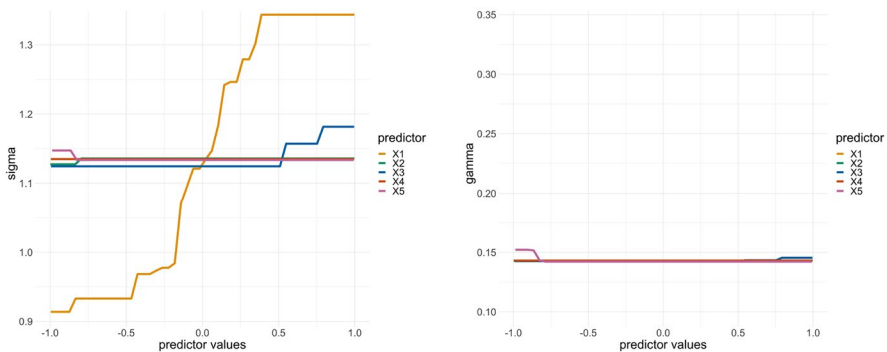 sigma
1.3
1.2
1.1
1.0
0.9
-1.0 -0.5 0.0 0.5 1.0
predictor values
predictor
X1
X2
X3
X4
X5
gamma
0.35
0.30
0.25
0.20
0.15
0.10
-1.0 -0.5 0.0 0.5 1.0
predictor values
predictor
X1
X2
X3
X4
X5